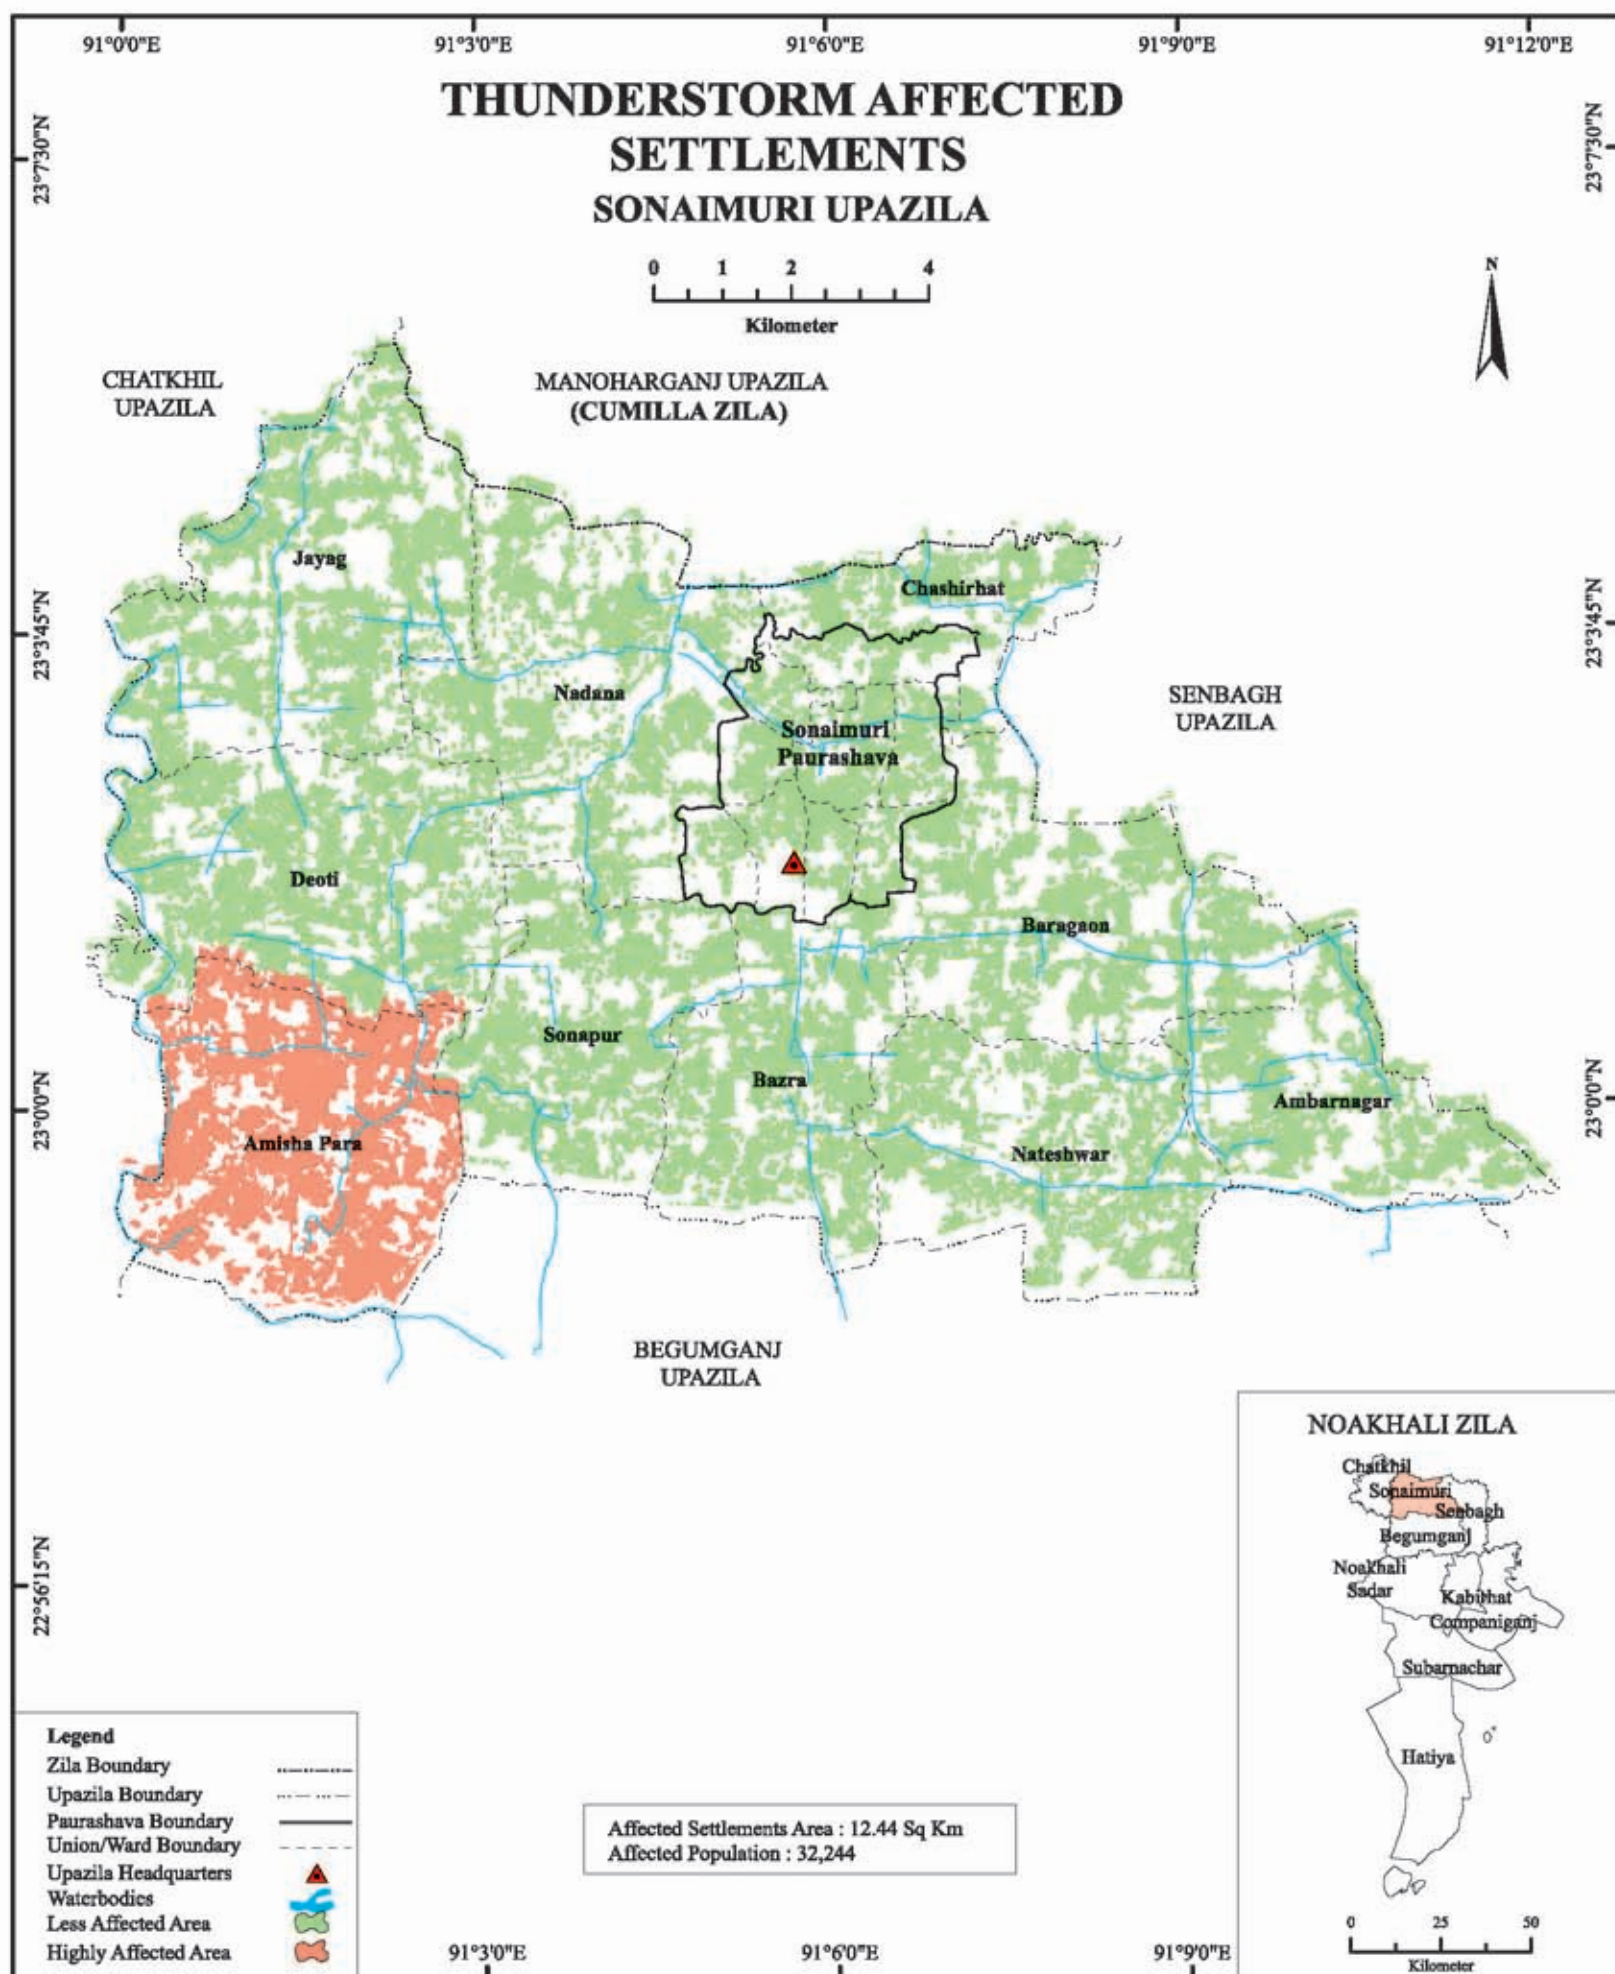 91°0'0"E
91°3'0"E
91°6'0"E
91°9'0"E
91°12'0"E
THUNDERSTORM AFFECTED
SETTLEMENTS
SONAIMURI UPAZILA
23°7'30"N
23°7'30"N
0 1 2 4
Kilometer
N
CHATKHIL
UPAZILA
MANOHARGANJ UPAZILA
(CUMILLA ZILA)
Jayag
Chashirhat
23°3'45"N
23°3'45"N
Nadana
SENBAGH
UPAZILA
Sonaimuri
Paurashava
Deoti
Baragaon
Sonapur
Bazra
Ambarnagar
23°0'0"N
23°0'0"N
Amisha Para
Nateshwar
BEGUMGANJ
UPAZILA
NOAKHALI ZILA
Chatkhil
Sonaimuri
Senbagh
Begumganj
Noakhali
Sadar
Kabilhat
Companiganj
Subarnachar
Hatiya
0 25 50
Kilometer
22°56'15"N
Legend
Zila Boundary
Upazila Boundary
Paurashava Boundary
Union/Ward Boundary
Upazila Headquarters
Waterbodies
Less Affected Area
Highly Affected Area
Affected Settlements Area : 12.44 Sq Km
Affected Population : 32,244
91°3'0"E
91°6'0"E
91°9'0"E